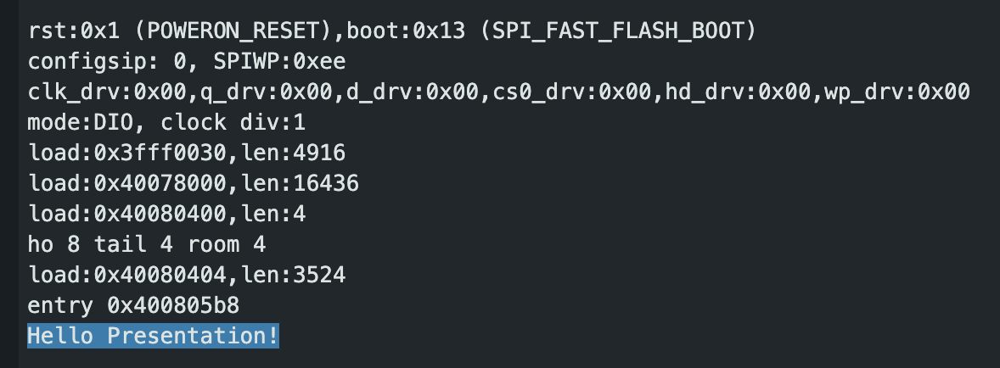 rst:0x1 (POWERON_RESET),boot:0x13 (SPI_FAST_FLASH_BOOT)
configsip: 0, SPIWP:0xee
clk_drv:0x00,q_drv:0x00,d_drv:0x00,cs0_drv:0x00,hd_drv:0x00,wp_drv:0x00
mode:DIO, clock div:1
load:0x3fff0030,len:4916
load:0x40078000,len:16436
load:0x40080400,len:4
ho 8 tail 4 room 4
load:0x40080404,len:3524
entry 0x400805b8
Hello Presentation!